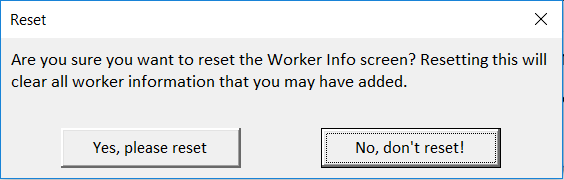 Reset
Are you sure you want to reset the Worker Info screen? Resetting this will
clear all worker information that you may have added.
Yes, please reset
No, don't reset!